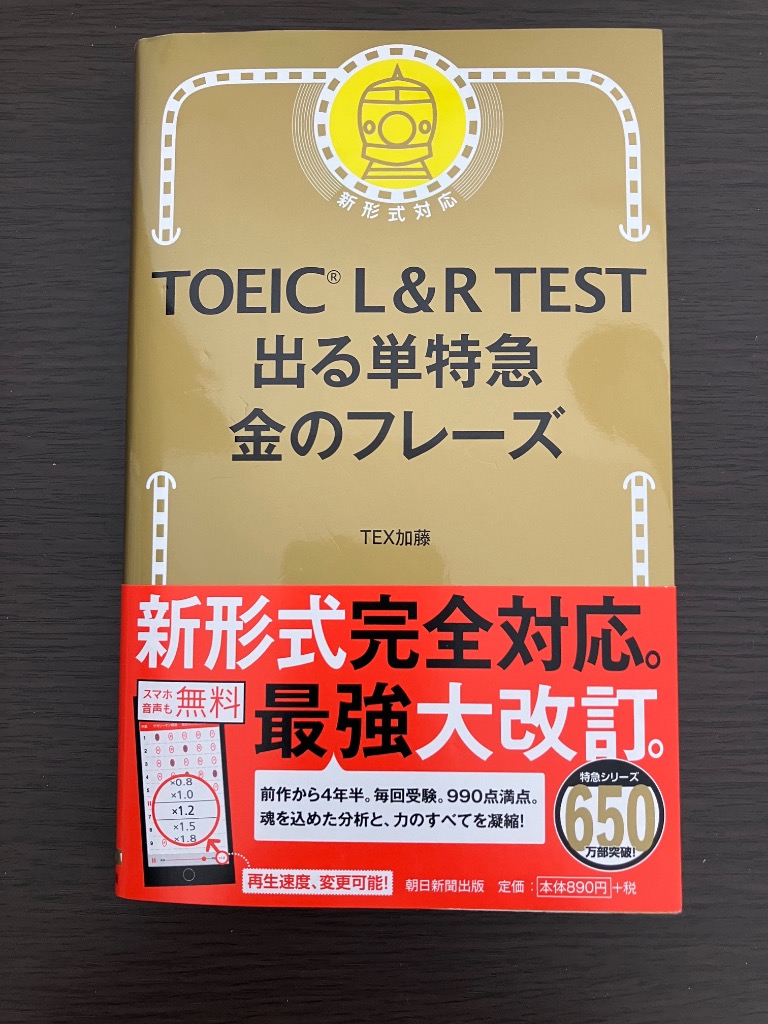 新形式対応
TOEIC® L&R TEST
出る単特急
金のフレーズ
TEX加藤
新形式完全対応。
スマホ
音声も
無料
最強大改訂。
×0.8
×1.0
×1.2
×1.5
×1.8
前作から4年半。毎回受験。990点満点。
魂を込めた分析と、力のすべてを凝縮!
特急シリーズ
650
万部突破!
再生速度、変更可能!
朝日新聞出版 定価:本体890円+税